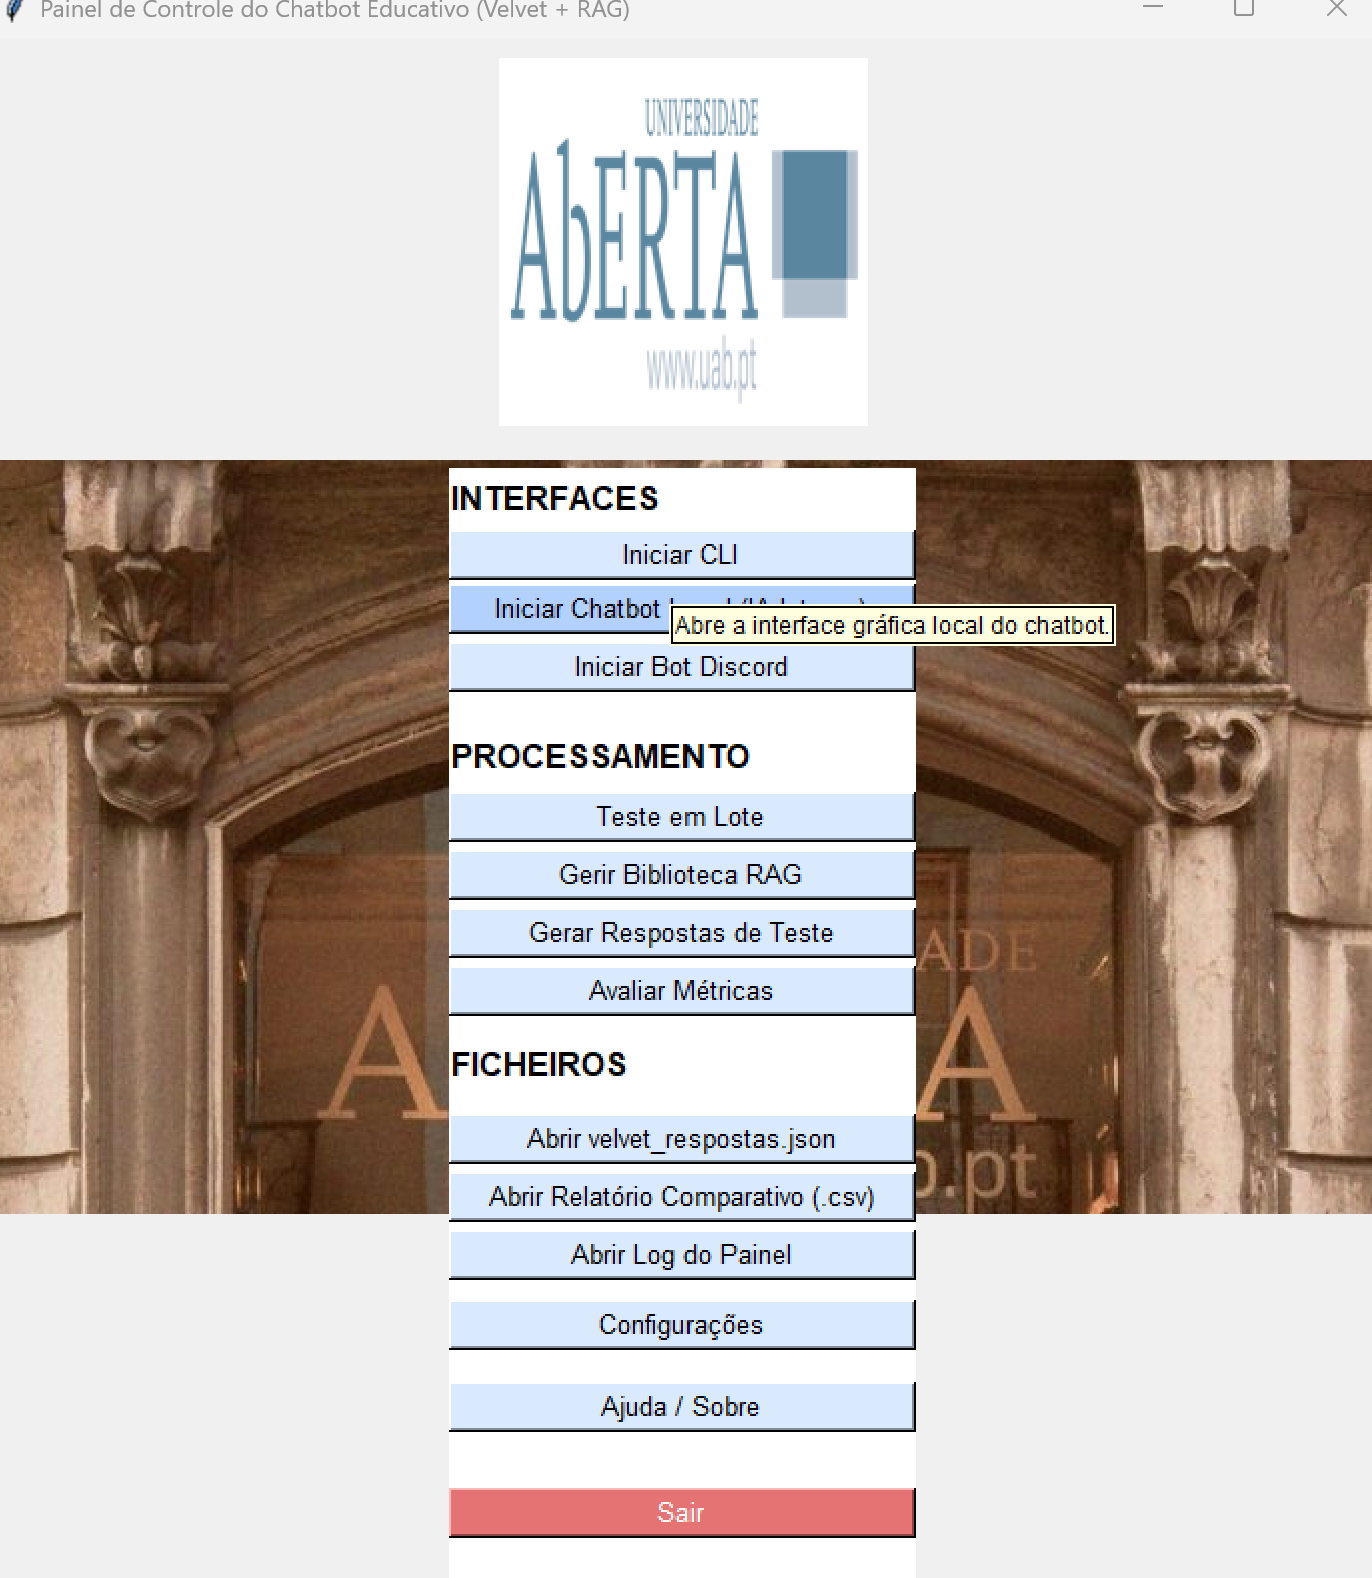 Painel de Controle do Chatbot Educativo (Velvet + RAG)
UNIVERSIDADE
AbERTA
www.uab.pt
INTERFACES
Iniciar CLI
Iniciar Chatbot
Abre a interface gráfica local do chatbot.
Iniciar Bot Discord
PROCESSAMENTO
Teste em Lote
Gerir Biblioteca RAG
Gerar Respostas de Teste
ADE
Avaliar Métricas
A
A
FICHEIROS
Abrir velvet_respostas.json
b.pt
Abrir Relatório Comparativo (.csv)
Abrir Log do Painel
Configurações
Ajuda / Sobre
Sair